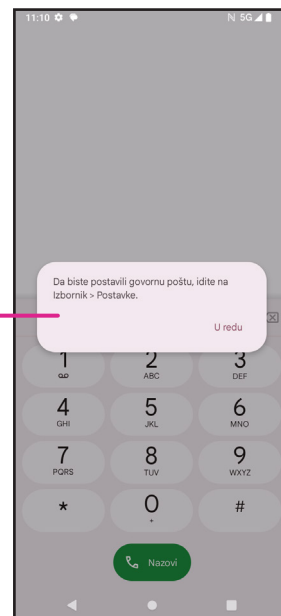 11:10
5G
Da biste postavili govornu poštu, idite na
Izbornik > Postavke.
U redu
1
2
ABC
3
DEF
4
GHI
5
JKL
6
MNO
7
PQRS
8
TUV
9
WXYZ
*
0
+
#
Nazovi